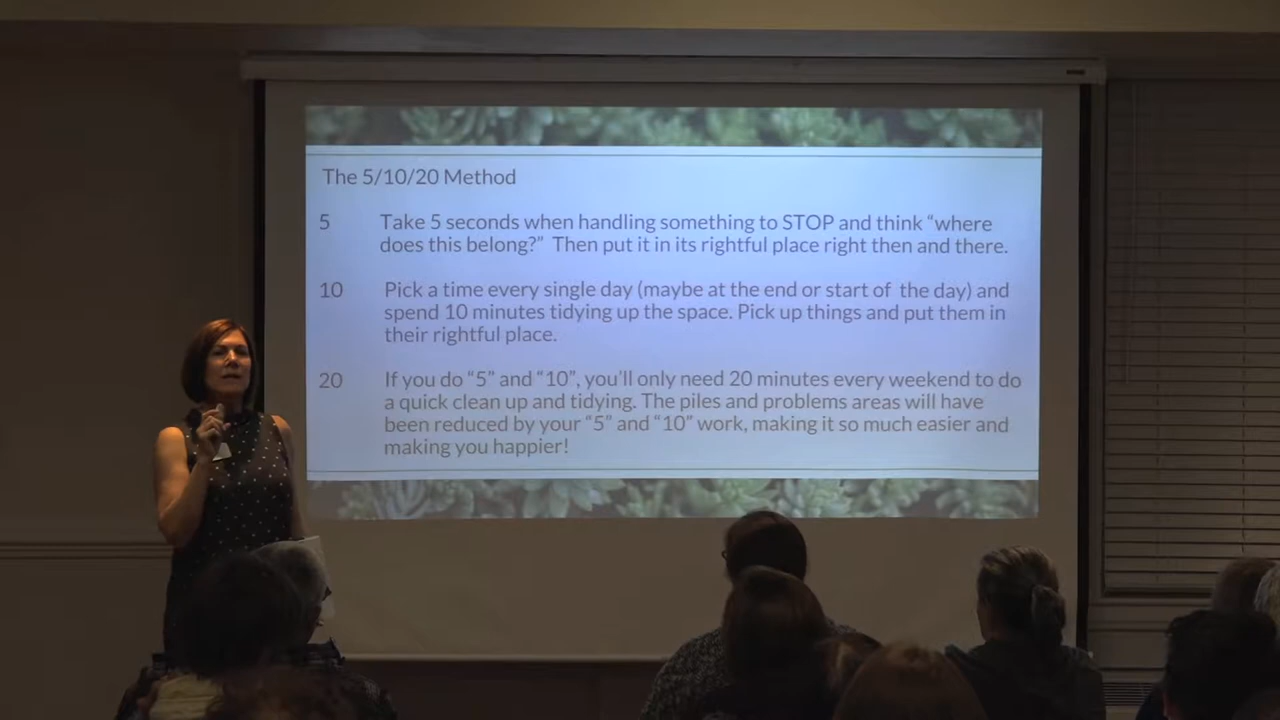 The 5/10/20 Method
5 Take 5 seconds when handling something to STOP and think “where
does this belong?” Then put it in its rightful place right then and there.
10 Pick a time every single day (maybe at the end or start of the day) and
spend 10 minutes tidying up the space. Pick up things and put them in
their rightful place.
20 If you do “5” and “10”, you’ll only need 20 minutes every weekend to do
a quick clean up and tidying. The piles and problems areas will have
been reduced by your “5” and “10” work, making it so much easier and
making you happier!